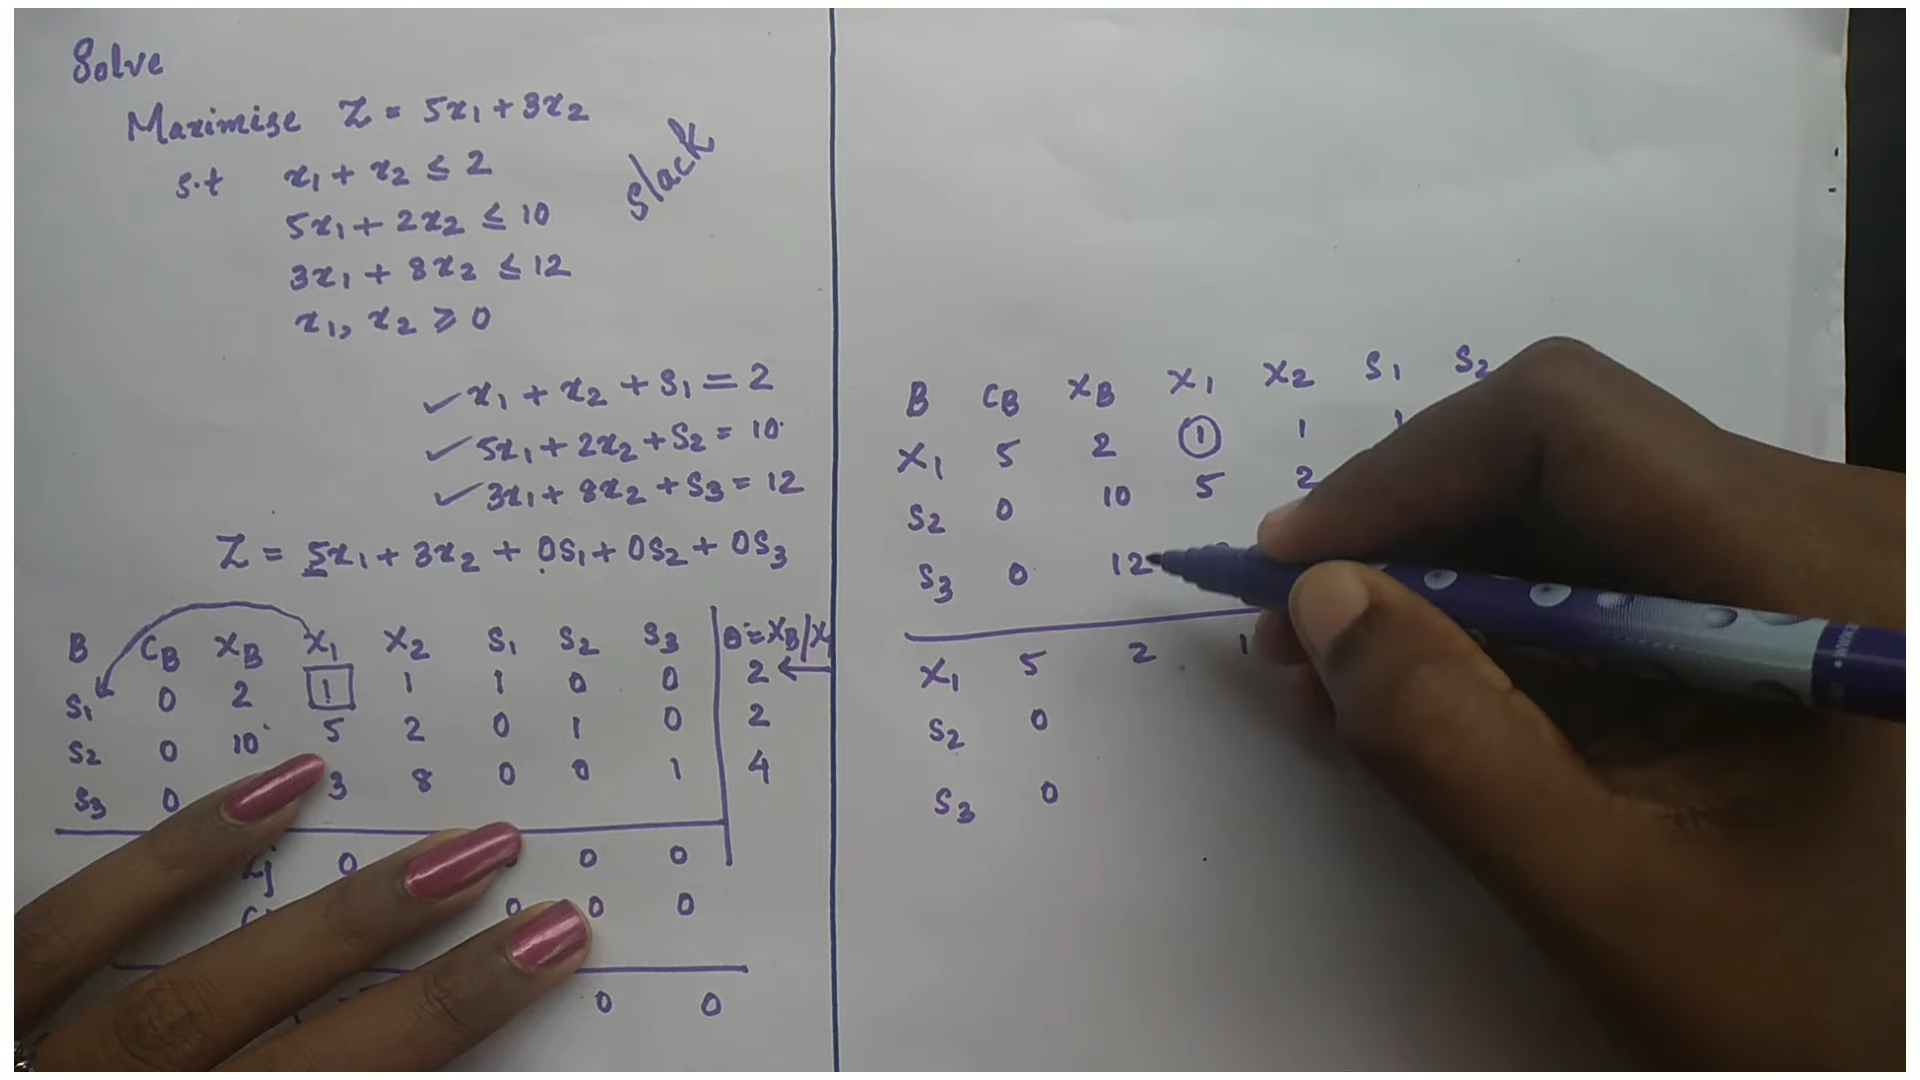 Solve
Maximise Z = 5x1 + 3x2
s.t x1 + x2 ≤ 2
slack
5x1 + 2x2 ≤ 10
3x1 + 8x2 ≤ 12
x1, x2 ≥ 0
✓ x1 + x2 + S1 = 2
✓ 5x1 + 2x2 + S2 = 10
✓ 3x1 + 8x2 + S3 = 12
Z = 5x1 + 3x2 + 0S1 + 0S2 + 0S3
B CB XB X1 X2 S1 S2 S3 θ = XB/X1
S1 0 2 1 1 1 0 0 2 ←
S2 0 10 5 2 0 1 0 2
S3 0 3 8 0 0 1 4
Zj 0 0 0
0 0 0
0 0
B CB XB X1 X2 S1 S2
X1 5 2 1 1 1
S2 0 10 5 2
S3 0 12
X1 5 2 1
S2 0
S3 0